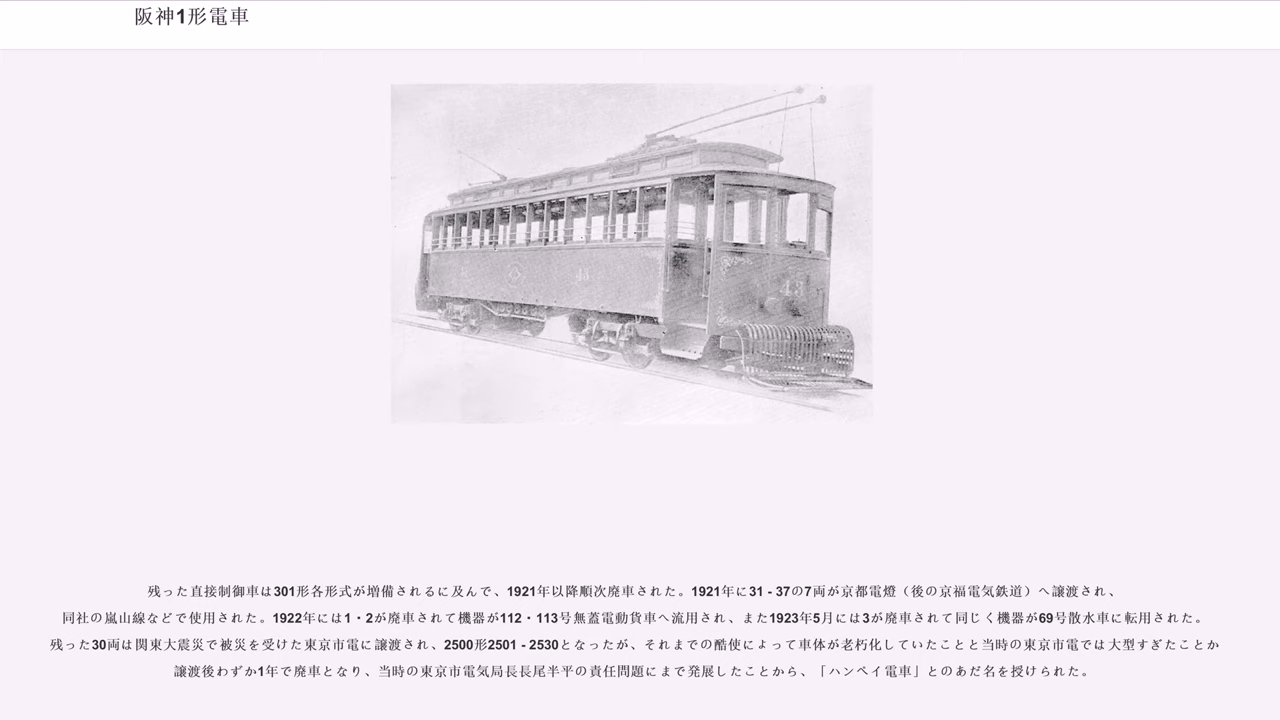 阪神1形電車
43
43
残った直接制御車は301形各形式が増備されるに及んで、1921年以降順次廃車された。1921年に31 - 37の7両が京都電燈（後の京福電気鉄道）へ譲渡され、
同社の嵐山線などで使用された。1922年には1・2が廃車されて機器が112・113号無蓋電動貨車へ流用され、また1923年5月には3が廃車されて同じく機器が69号散水車に転用された。
残った30両は関東大震災で被災を受けた東京市電に譲渡され、2500形2501 - 2530となったが、それまでの酷使によって車体が老朽化していたことと当時の東京市電では大型すぎたことか
譲渡後わずか1年で廃車となり、当時の東京市電気局長長尾半平の責任問題にまで発展したことから、「ハンペイ電車」とのあだ名を授けられた。